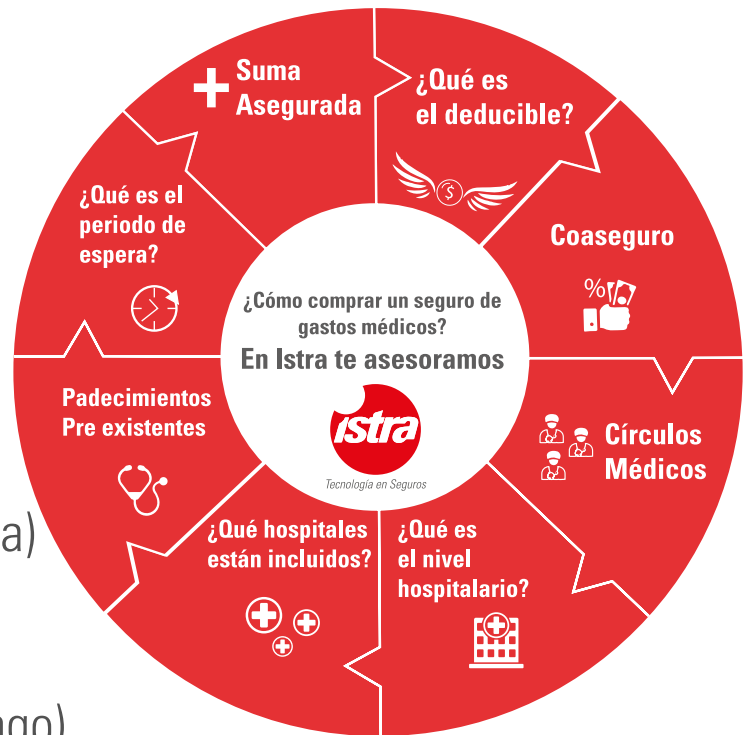 Suma
Asegurada
¿Qué es
el deducible?
$
Coaseguro
%
Círculos
Médicos
¿Qué es
el nivel
hospitalario?
¿Qué hospitales
están incluidos?
Padecimientos
Pre existentes
¿Qué es el
periodo de
espera?
¿Cómo comprar un seguro de
gastos médicos?
En Istra te asesoramos
istra
Tecnología en Seguros
a)